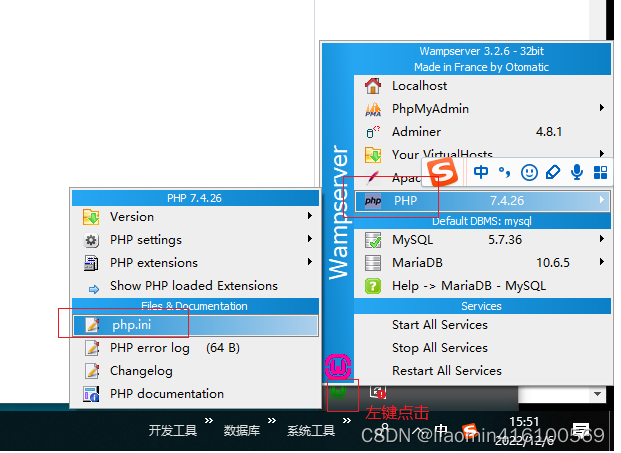 Wampserver 3.2.6 - 32bit
Made in France by Otomatic
Localhost
PhpMyAdmin
Adminer 4.8.1
Your VirtualHosts
中
php PHP 7.4.26
Default DBMS: mysql
MySQL 5.7.36
MariaDB 10.6.5
Help -> MariaDB - MySQL
Services
Start All Services
Stop All Services
Restart All Services
Wampserver
PHP 7.4.26
Version
PHP settings
PHP extensions
Show PHP loaded Extensions
Files & Documentation
php.ini
PHP error log (64 B)
Changelog
PHP documentation
左键点击
开发工具
数据库
系统工具
中
15:51
2022/12/6
CSDN @liaomin416100569